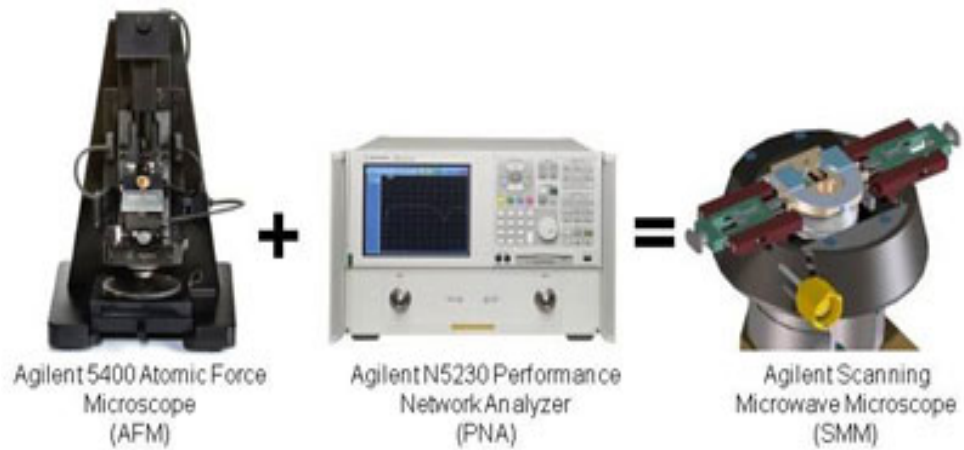 Agilent 5400 Atomic Force
Microscope
(AFM)
+
Agilent N5230 Performance
Network Analyzer
(PNA)
=
Agilent Scanning
Microwave Microscope
(SMM)